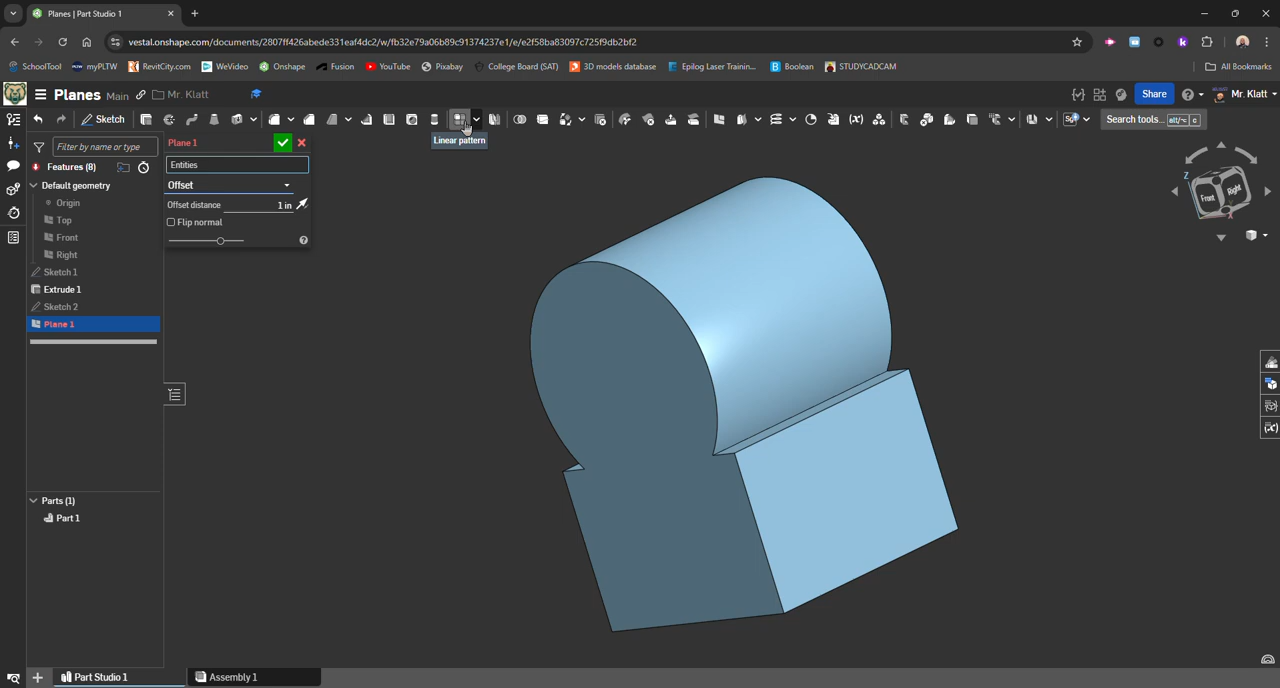 Planes | Part Studio 1
vestal.onshape.com/documents/2807ff426abede331eaf4dc2/w/fb32e79a06b89c91374237e1/e/e2f58ba83097c725f9db2bf2
SchoolTool
myPLTW
RevitCity.com
WeVideo
Onshape
Fusion
YouTube
Pixabay
College Board (SAT)
3D models database
Epilog Laser Trainin...
Boolean
STUDYCADCAM
All Bookmarks
Planes Main Mr. Klatt
Share
Mr. Klatt
Sketch
Search tools... alt/⌥ c
Linear pattern
Filter by name or type
Features (8)
Default geometry
Origin
Top
Front
Right
Sketch 1
Extrude 1
Sketch 2
Plane 1
Plane 1
Entities
Offset
Offset distance 1 in
Flip normal
Z
Front
Right
X
Parts (1)
Part 1
Part Studio 1
Assembly 1